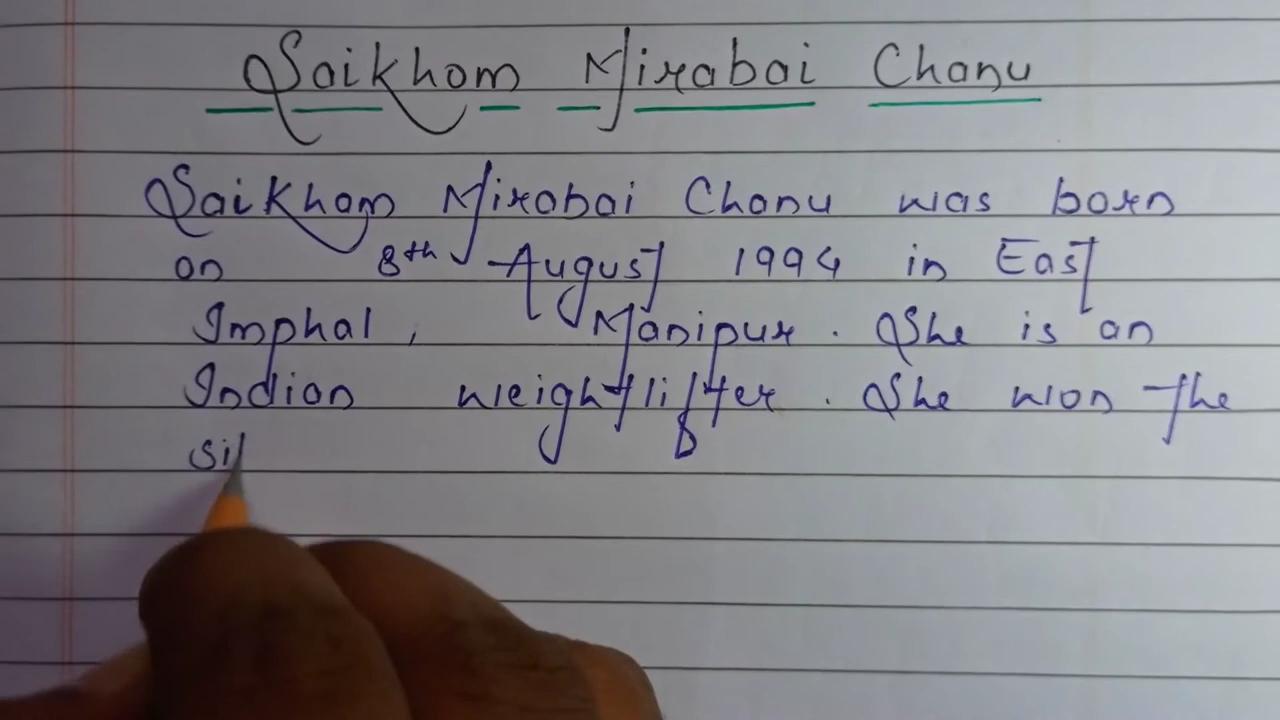 Saikhom Mirabai Chanu
Saikhom Mirabai Chanu was born
on 8th August 1994 in East
Imphal, Manipur. She is an
Indian weightlifter. She won the
sil